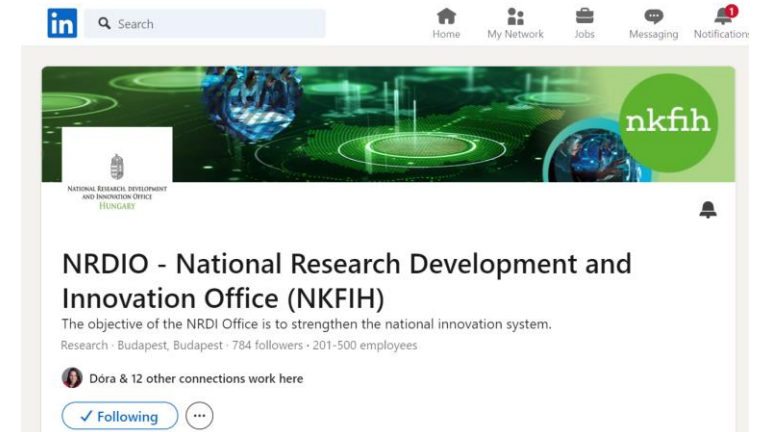 in
Search
Home
My Network
Jobs
Messaging
1
Notifications
nkfih
NATIONAL RESEARCH, DEVELOPMENT
AND INNOVATION OFFICE
HUNGARY
NRDIO - National Research Development and
Innovation Office (NKFIH)
The objective of the NRDI Office is to strengthen the national innovation system.
Research · Budapest, Budapest · 784 followers · 201-500 employees
Dóra & 12 other connections work here
✓ Following
···